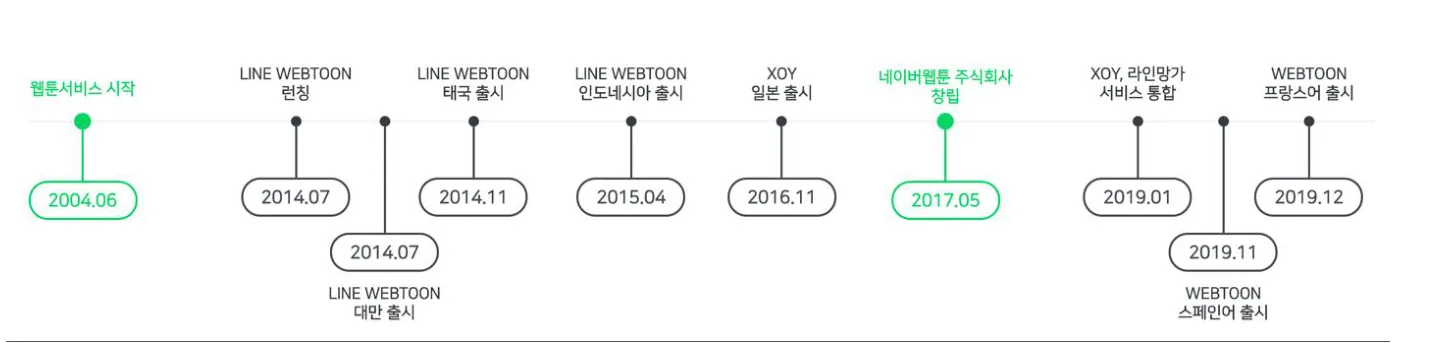 웹툰서비스 시작
2004.06
LINE WEBTOON
런칭
2014.07
2014.07
LINE WEBTOON
대만 출시
LINE WEBTOON
태국 출시
2014.11
LINE WEBTOON
인도네시아 출시
2015.04
XOY
일본 출시
2016.11
네이버웹툰 주식회사
창립
2017.05
XOY, 라인망가
서비스 통합
2019.01
2019.11
WEBTOON
스페인어 출시
WEBTOON
프랑스어 출시
2019.12